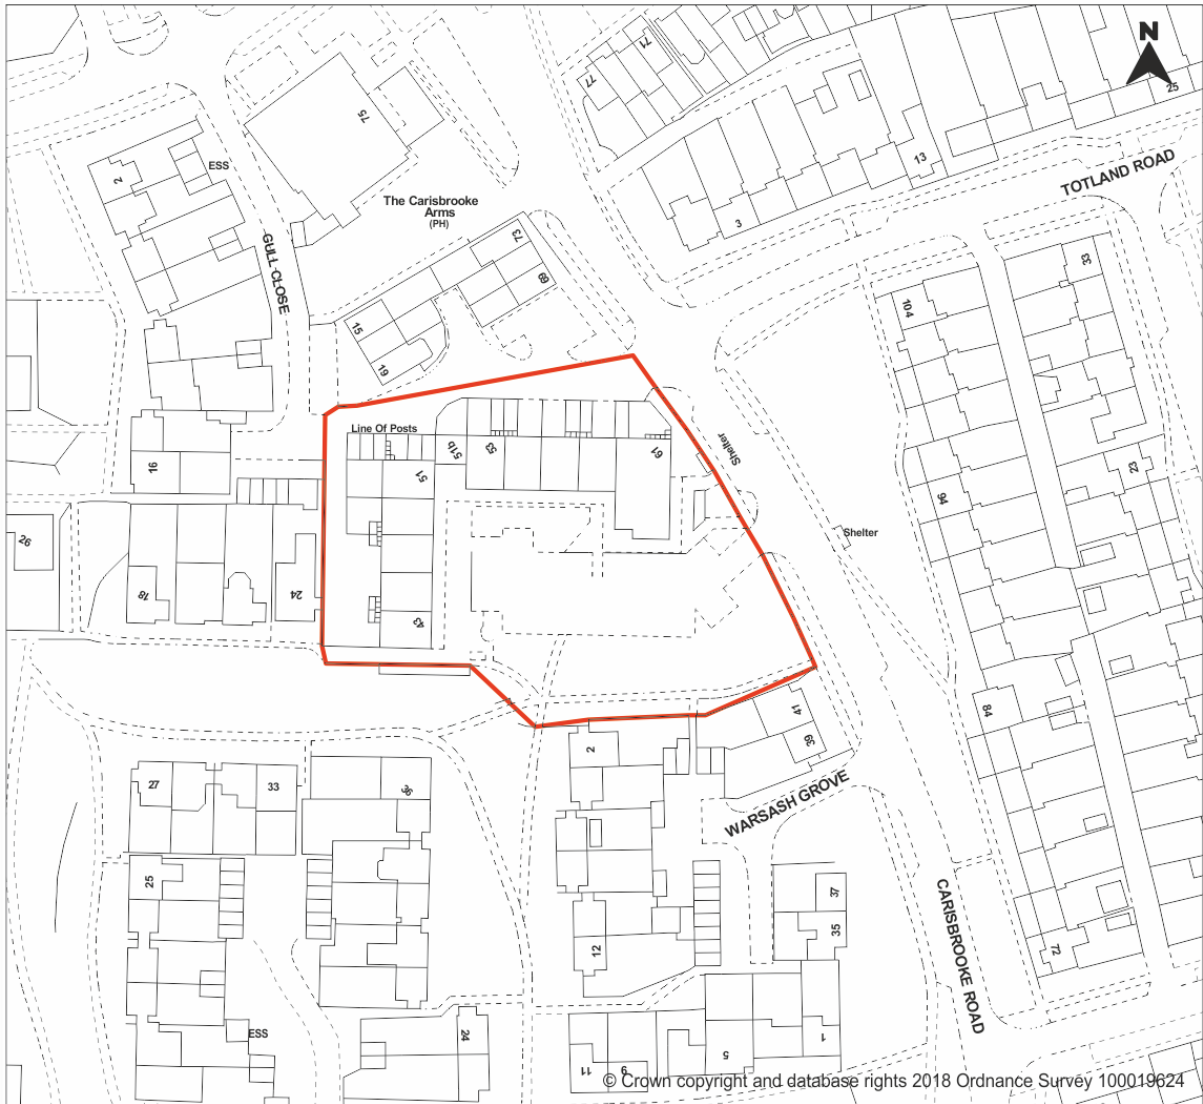 N
71
77
25
75
13
TOTLAND ROAD
2
ESS
The Carisbrooke
Arms
(PH)
3
73
GULL CLOSE
69
33
104
15
19
Line Of Posts
51b
53
61
Shelter
51
16
23
94
26
Shelter
78
24
43
84
41
39
2
27
33
36
WARSASH GROVE
25
37
35
12
72
CARISBROOKE ROAD
ESS
24
1
5
9
11
© Crown copyright and database rights 2018 Ordnance Survey 100019624